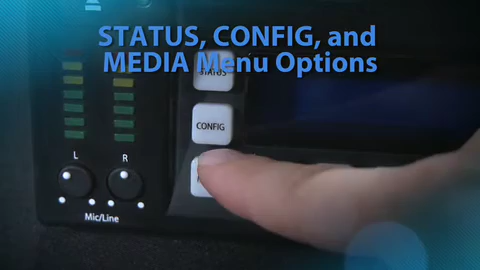 STATUS, CONFIG, and
MEDIA Menu Options
STATUS
CONFIG
L
R
Mic/Line